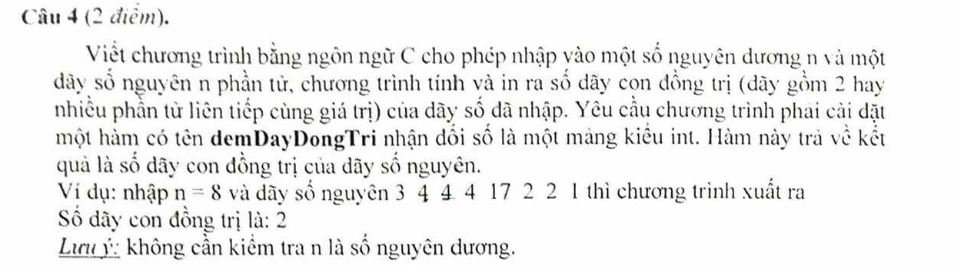 Câu 4 (2 điểm).
Viết chương trình bằng ngôn ngữ C cho phép nhập vào một số nguyên dương n và một
dãy số nguyên n phần tử, chương trình tính và in ra số dãy con đồng trị (dãy gồm 2 hay
nhiều phần tử liên tiếp cùng giá trị) của dãy số đã nhập. Yêu cầu chương trình phải cài đặt
một hàm có tên demDayDongTri nhận đối số là một mảng kiểu int. Hàm này trả về kết
quả là số dãy con đồng trị của dãy số nguyên.
Ví dụ: nhập n = 8 và dãy số nguyên 3 4 4 4 17 2 2 1 thì chương trình xuất ra
Số dãy con đồng trị là: 2
Lưu ý: không cần kiểm tra n là số nguyên dương.